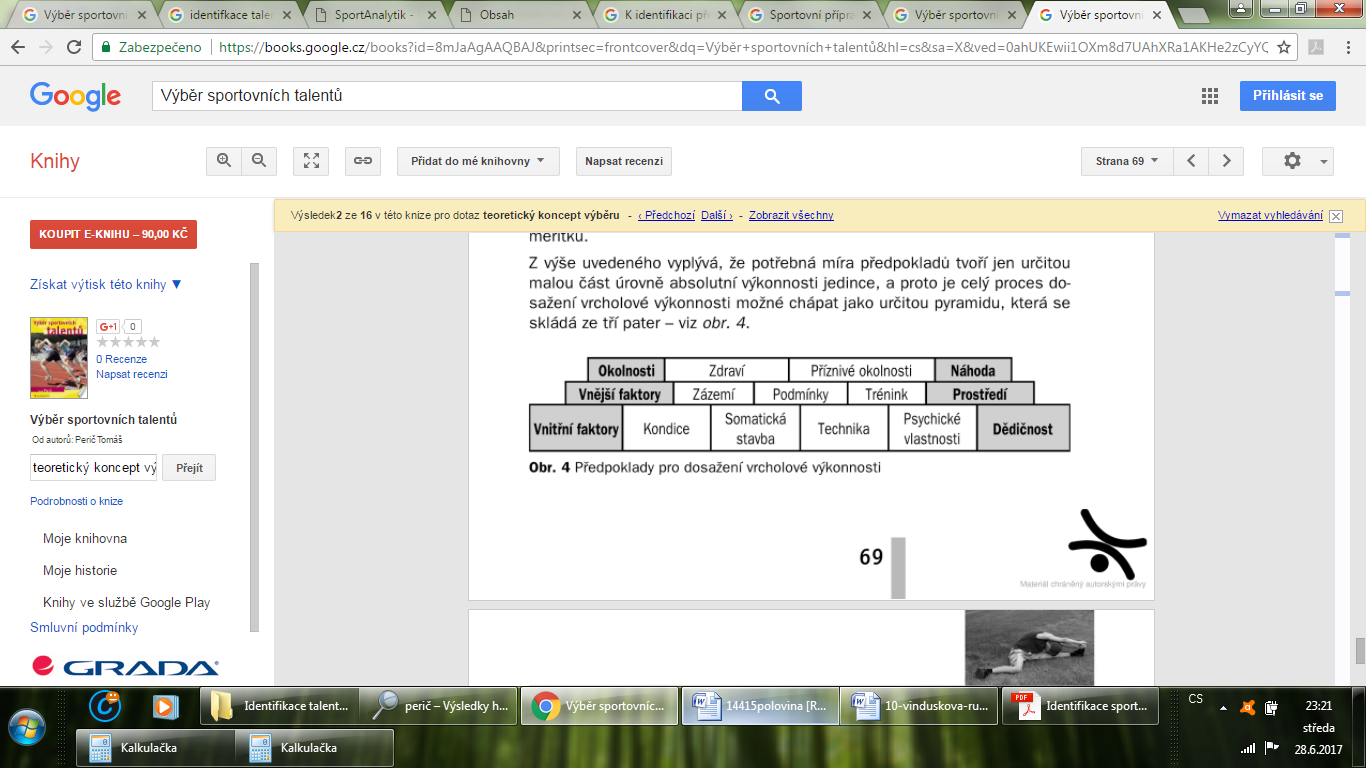 Výběr sportovní
identifkace tale
SportAnalytik -
Obsah
K identifikaci př
Sportovní přípra
Výběr sportovní
Výběr sportovní
Zabezpečeno
https://books.google.cz/books?id=8mJaAgAAQBAJ&printsec=frontcover&dq=Výběr+sportovních+talentů&hl=cs&sa=X&ved=0ahUKEwii1OXm8d7UAhXRa1AKHe2zCyYQ
Google
Výběr sportovních talentů
Přihlásit se
Knihy
Přidat do mé knihovny
Napsat recenzi
Strana 69
KOUPIT E-KNIHU – 90,00 KČ
Získat výtisk této knihy ▼
Výběr sportovních
talentů
G+1
0
0 Recenze
Napsat recenzi
Výběr sportovních talentů
Od autorů: Perič Tomáš
teoretický koncept vý
Přejít
Podrobnosti o knize
Moje knihovna
Moje historie
Knihy ve službě Google Play
Smluvní podmínky
GRADA
Výsledek2 ze 16 v této knize pro dotaz teoretický koncept výběru - ‹ Předchozí Další › - Zobrazit všechny
Vymazat vyhledávání
měřítku.
Z výše uvedeného vyplývá, že potřebná míra předpokladů tvoří jen určitou
malou část úrovně absolutní výkonnosti jedince, a proto je celý proces do-
sažení vrcholové výkonnosti možné chápat jako určitou pyramidu, která se
skládá ze tří pater – viz obr. 4.
Okolnosti Zdraví Příznivé okolnosti Náhoda
Vnější faktory Zázemí Podmínky Trénink Prostředí
Vnitřní faktory Kondice Somatická stavba Technika Psychické vlastnosti Dědičnost
Obr. 4 Předpoklady pro dosažení vrcholové výkonnosti
69
Materiál chráněný autorskými právy
Identifikace talent...
perič – Výsledky h...
Výběr sportovníc...
14415polovina [R...
10-vinduskova-ru...
Identifikace sport...
Kalkulačka
Kalkulačka
CS
23:21
středa
28.6.2017